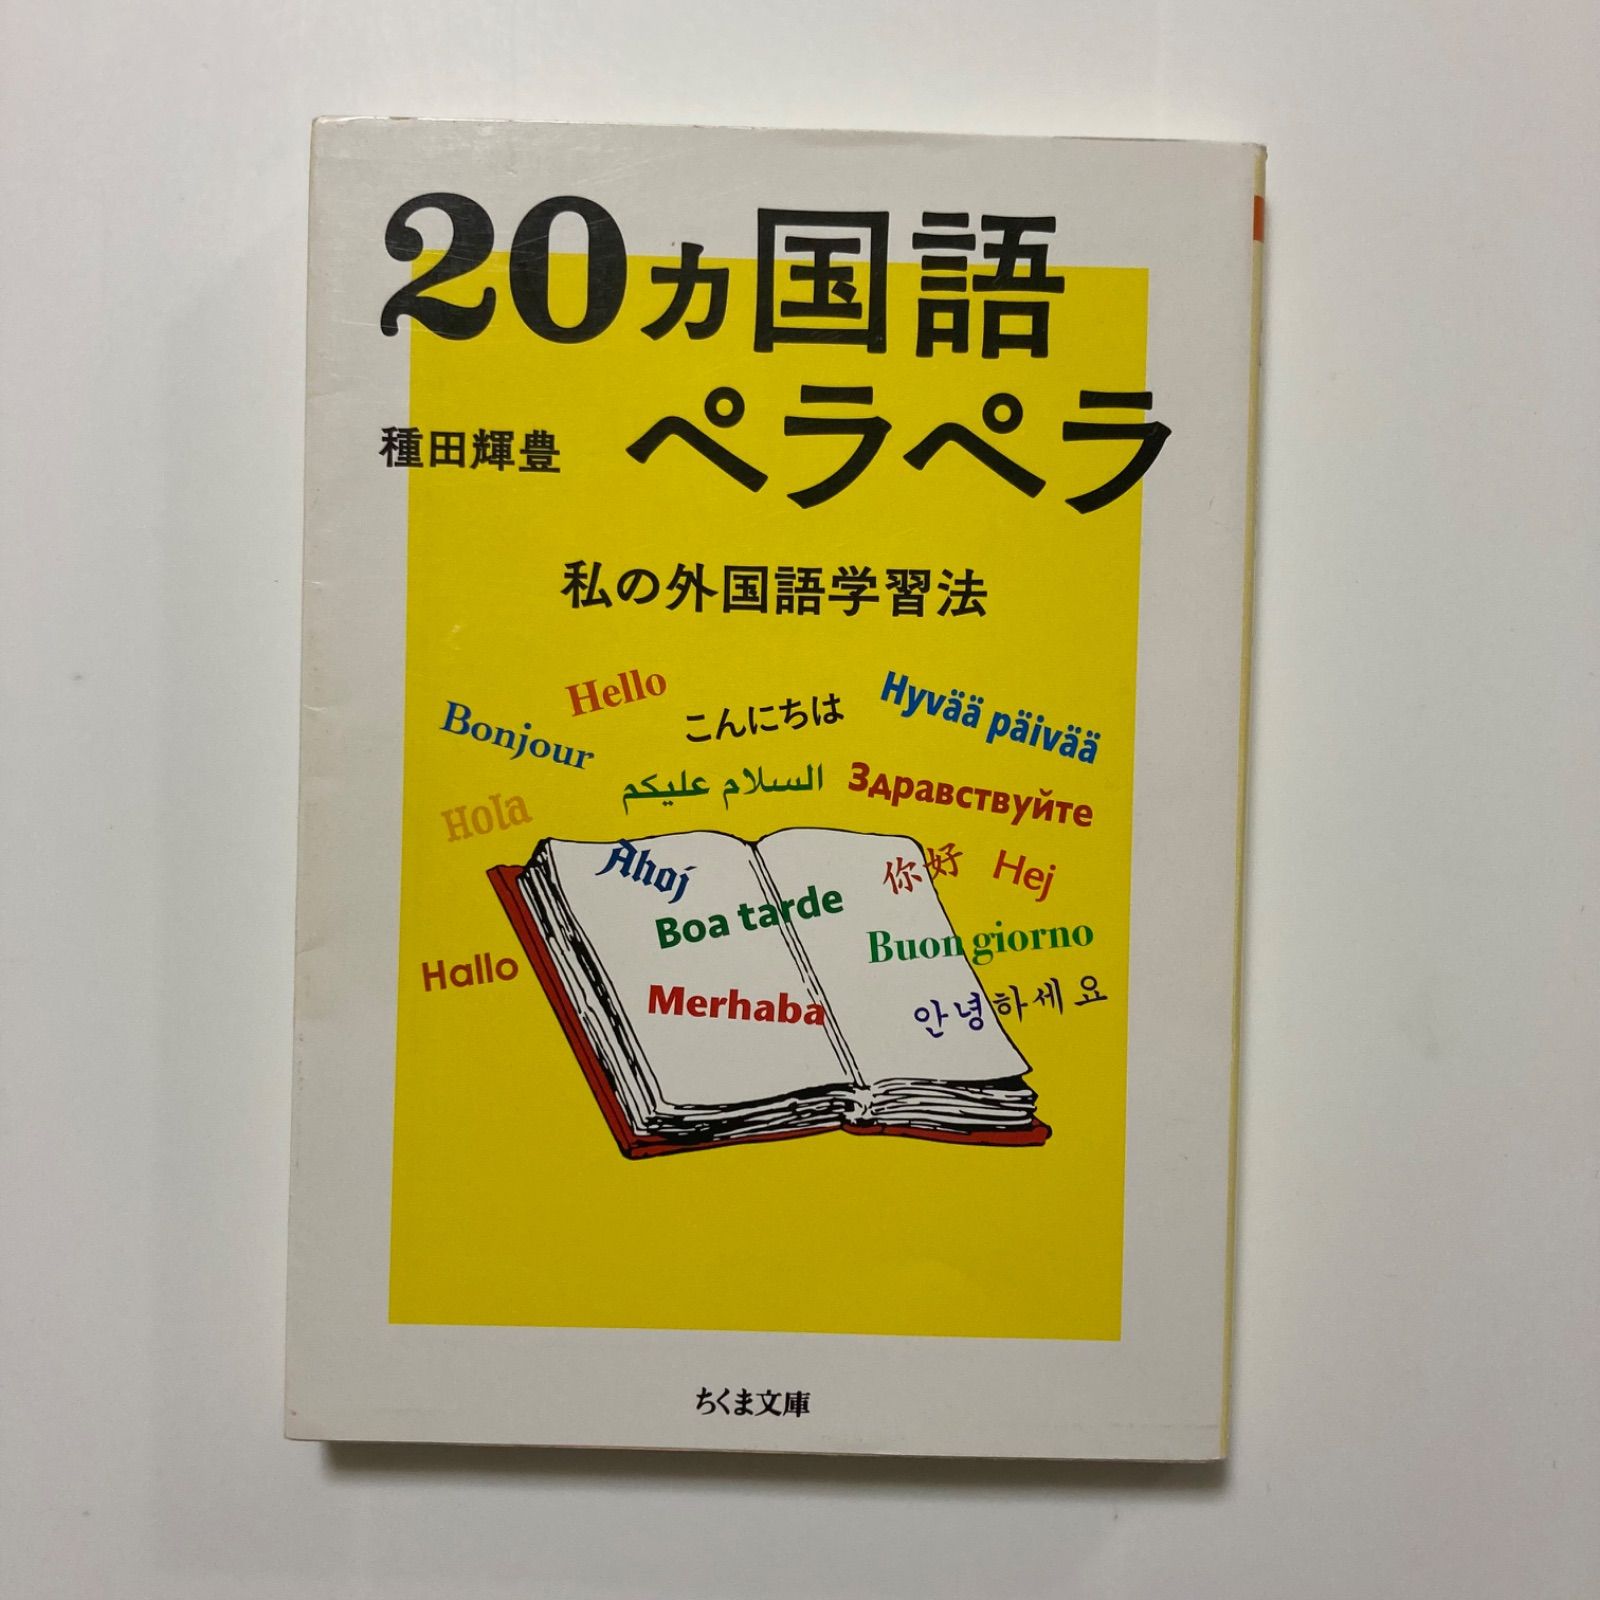 20ヵ国語
ペラペラ
種田輝豊
私の外国語学習法
Hello
Bonjour
こんにちは
Hyvää päivää
السلام عليكم
Здравствуйте
Hola
Ahoj
你好
Hej
Boa tarde
Buon giorno
Hallo
Merhaba
안녕하세요
ちくま文庫